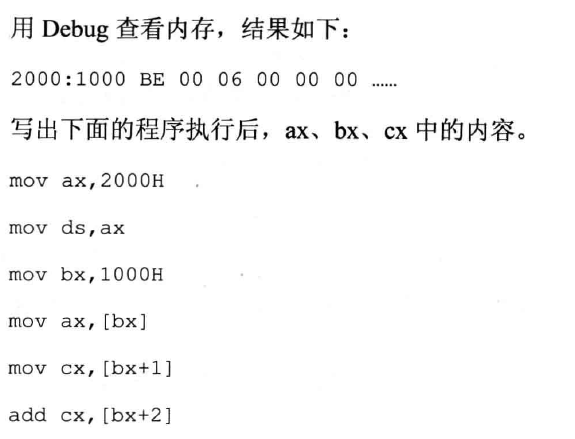 用 Debug 查看内存，结果如下：
2000:1000 BE 00 06 00 00 00 ……
写出下面的程序执行后，ax、bx、cx 中的内容。
mov ax,2000H
mov ds,ax
mov bx,1000H
mov ax,[bx]
mov cx,[bx+1]
add cx,[bx+2]